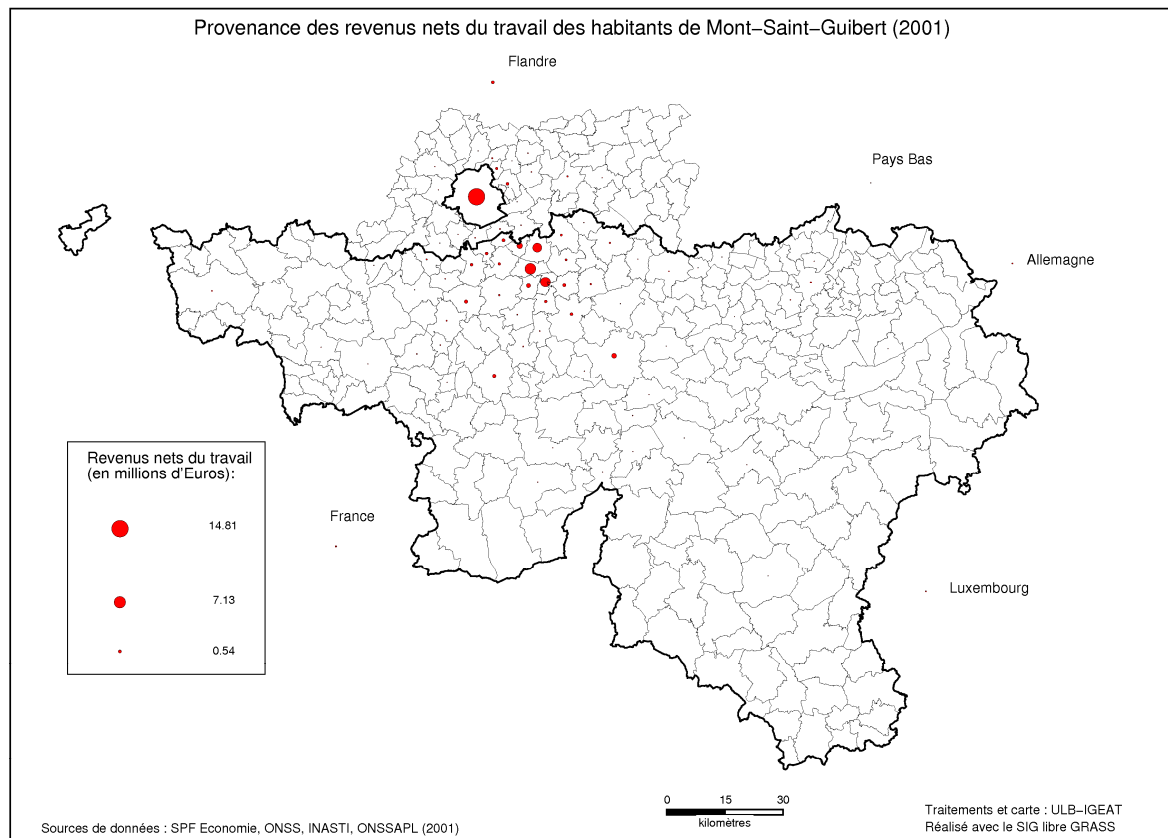 Provenance des revenus nets du travail des habitants de Mont−Saint−Guibert (2001)
Flandre
Pays Bas
Allemagne
Revenus nets du travail
(en millions d'Euros):
14.81
7.13
0.54
France
Luxembourg
0 15 30
kilomètres
Sources de données : SPF Economie, ONSS, INASTI, ONSSAPL (2001)
Traitements et carte : ULB−IGEAT
Réalisé avec le SIG libre GRASS